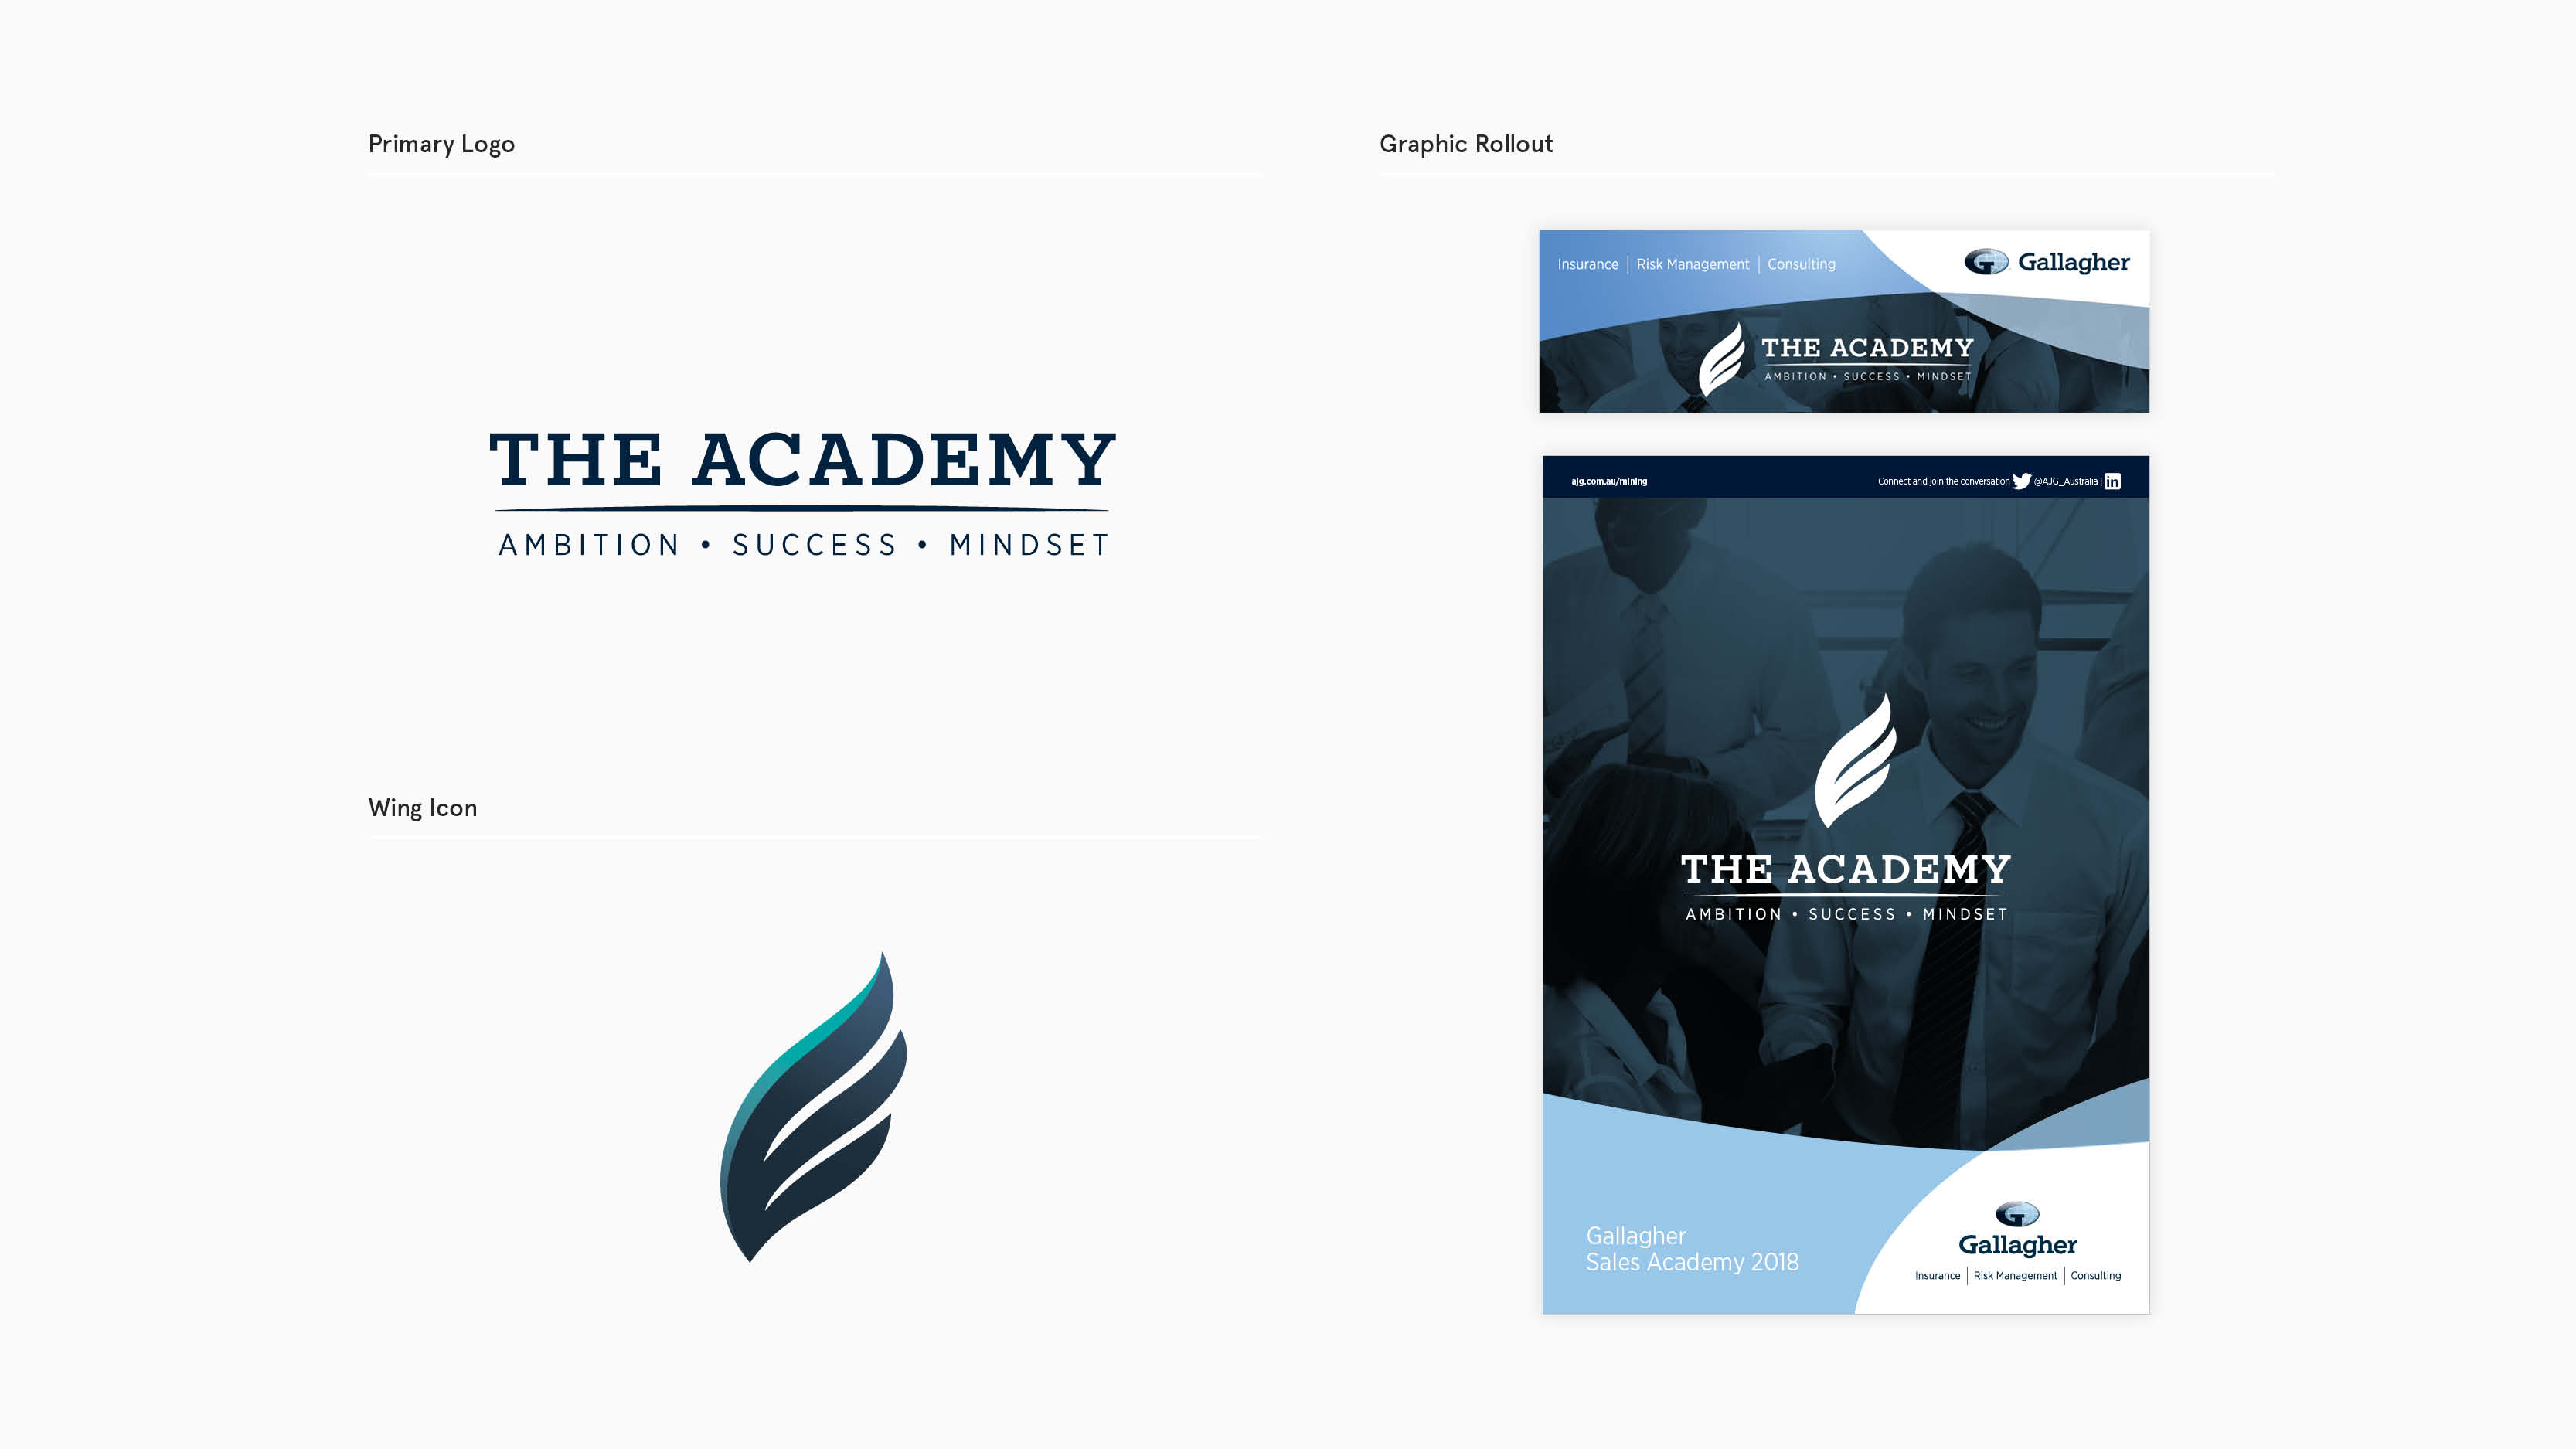 Primary Logo
THE ACADEMY
AMBITION • SUCCESS • MINDSET
Wing Icon
Graphic Rollout
Insurance | Risk Management | Consulting
G Gallagher
THE ACADEMY
AMBITION • SUCCESS • MINDSET
ajg.com.au/mining
Connect and join the conversation @AJG_Australia | in
THE ACADEMY
AMBITION • SUCCESS • MINDSET
Gallagher
Sales Academy 2018
G
Gallagher
Insurance | Risk Management | Consulting